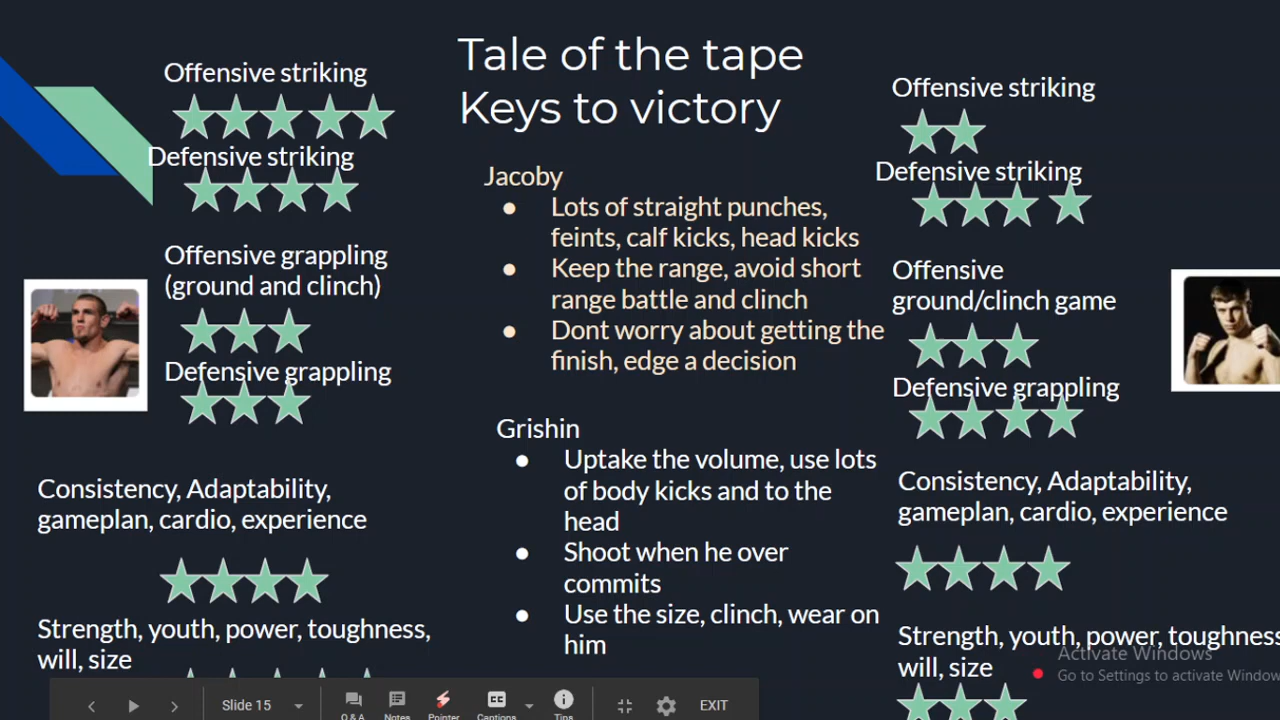 Tale of the tape
Keys to victory
Offensive striking
Defensive striking
Offensive grappling
(ground and clinch)
Defensive grappling
Consistency, Adaptability,
gameplan, cardio, experience
Strength, youth, power, toughness,
will, size
Jacoby
Lots of straight punches,
feints, calf kicks, head kicks
Keep the range, avoid short
range battle and clinch
Dont worry about getting the
finish, edge a decision
Grishin
Uptake the volume, use lots
of body kicks and to the
head
Shoot when he over
commits
Use the size, clinch, wear on
him
Offensive striking
Defensive striking
Offensive
ground/clinch game
Defensive grappling
Consistency, Adaptability,
gameplan, cardio, experience
Strength, youth, power, toughness
will, size
Activate Windows
Go to Settings to activate Window
Slide 15
Q & A
Notes
Pointer
Captions
Tips
EXIT